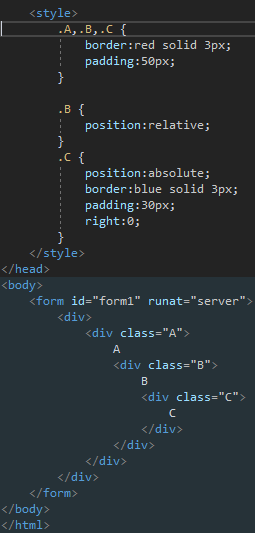 <style>
.A,.B,.C {
border:red solid 3px;
padding:50px;
}
.B {
position:relative;
}
.C {
position:absolute;
border:blue solid 3px;
padding:30px;
right:0;
}
</style>
</head>
<body>
<form id="form1" runat="server">
<div>
<div class="A">
A
<div class="B">
B
<div class="C">
C
</div>
</div>
</div>
</div>
</form>
</body>
</html>